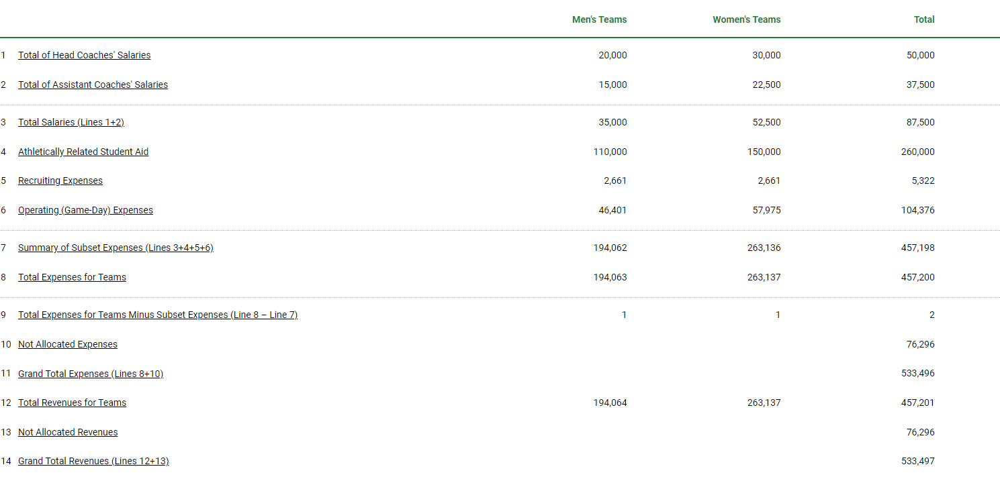 Men's Teams Women's Teams Total
1 Total of Head Coaches' Salaries 20,000 30,000 50,000
2 Total of Assistant Coaches' Salaries 15,000 22,500 37,500
3 Total Salaries (Lines 1+2) 35,000 52,500 87,500
4 Athletically Related Student Aid 110,000 150,000 260,000
5 Recruiting Expenses 2,661 2,661 5,322
6 Operating (Game-Day) Expenses 46,401 57,975 104,376
7 Summary of Subset Expenses (Lines 3+4+5+6) 194,062 263,136 457,198
8 Total Expenses for Teams 194,063 263,137 457,200
9 Total Expenses for Teams Minus Subset Expenses (Line 8 – Line 7) 1 1 2
10 Not Allocated Expenses 76,296
11 Grand Total Expenses (Lines 8+10) 533,496
12 Total Revenues for Teams 194,064 263,137 457,201
13 Not Allocated Revenues 76,296
14 Grand Total Revenues (Lines 12+13) 533,497